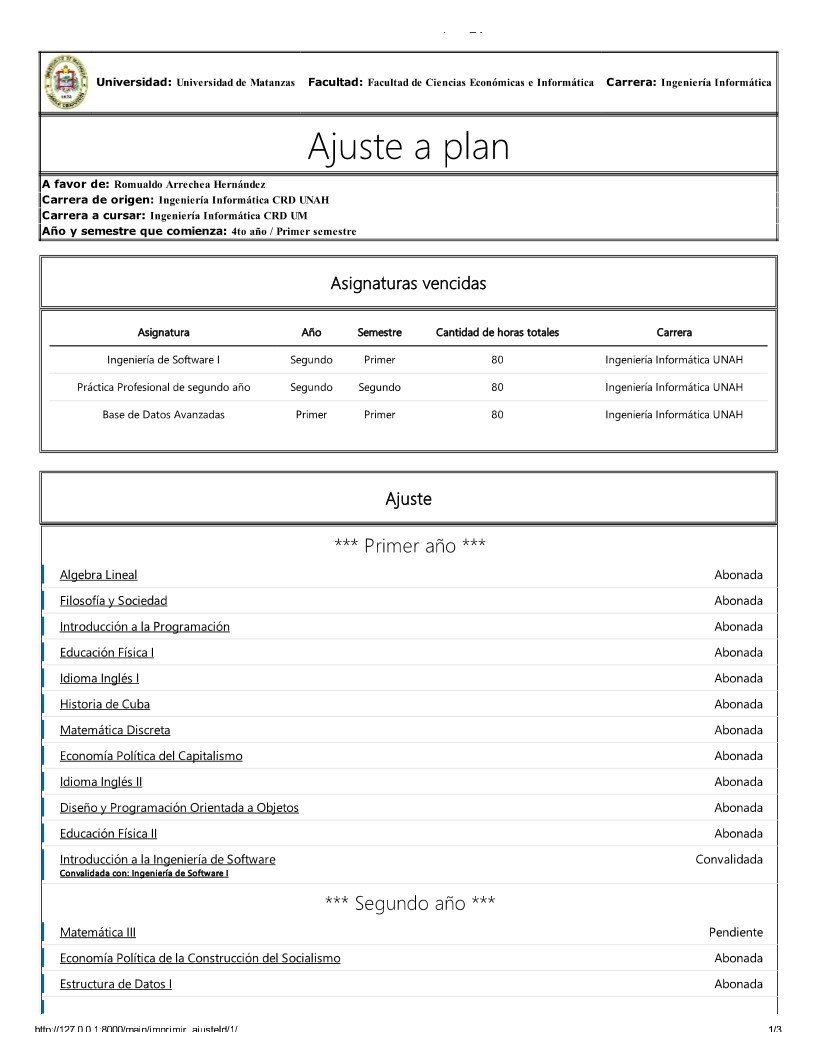 Universidad: Universidad de Matanzas Facultad: Facultad de Ciencias Económicas e Informática Carrera: Ingeniería Informática
Ajuste a plan
A favor de: Romualdo Arrechea Hernández
Carrera de origen: Ingeniería Informática CRD UNAH
Carrera a cursar: Ingeniería Informática CRD UM
Año y semestre que comienza: 4to año / Primer semestre
Asignaturas vencidas
Asignatura Año Semestre Cantidad de horas totales Carrera
Ingeniería de Software I Segundo Primer 80 Ingeniería Informática UNAH
Práctica Profesional de segundo año Segundo Segundo 80 Ingeniería Informática UNAH
Base de Datos Avanzadas Primer Primer 80 Ingeniería Informática UNAH
Ajuste
*** Primer año ***
Algebra Lineal Abonada
Filosofía y Sociedad Abonada
Introducción a la Programación Abonada
Educación Física I Abonada
Idioma Inglés I Abonada
Historia de Cuba Abonada
Matemática Discreta Abonada
Economía Política del Capitalismo Abonada
Idioma Inglés II Abonada
Diseño y Programación Orientada a Objetos Abonada
Educación Física II Abonada
Introducción a la Ingeniería de Software Convalidada
Convalidada con: Ingeniería de Software I
*** Segundo año ***
Matemática III Pendiente
Economía Política de la Construcción del Socialismo Abonada
Estructura de Datos I Abonada
http://127.0.0.1:8000/main/imprimir_ajusteId/1/ 1/3